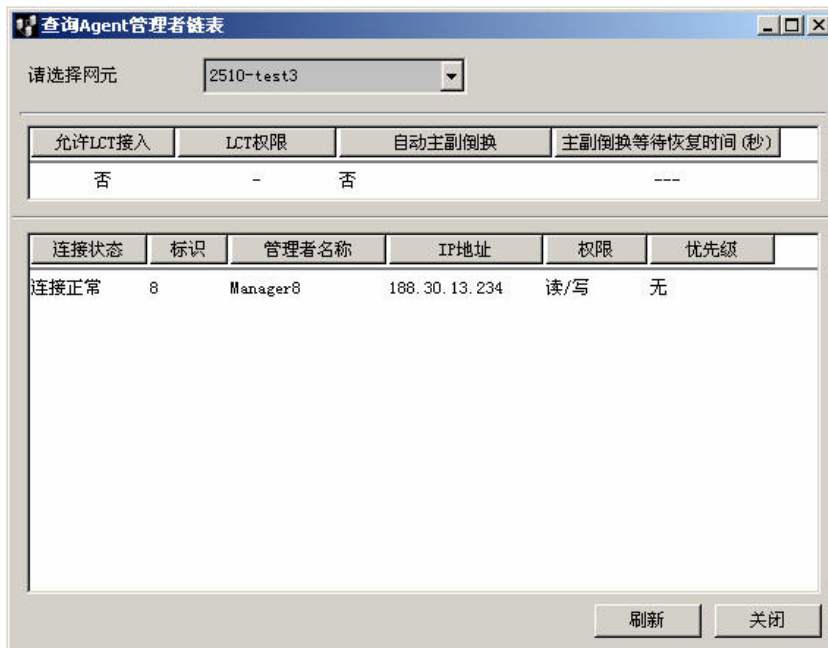 查询Agent管理者链表
请选择网元 2510-test3
允许LCT接入 LCT权限 自动主副倒换 主副倒换等待恢复时间(秒)
否 - 否 ---
连接状态 标识 管理者名称 IP地址 权限 优先级
连接正常 8 Manager8 188.30.13.234 读/写 无
刷新 关闭